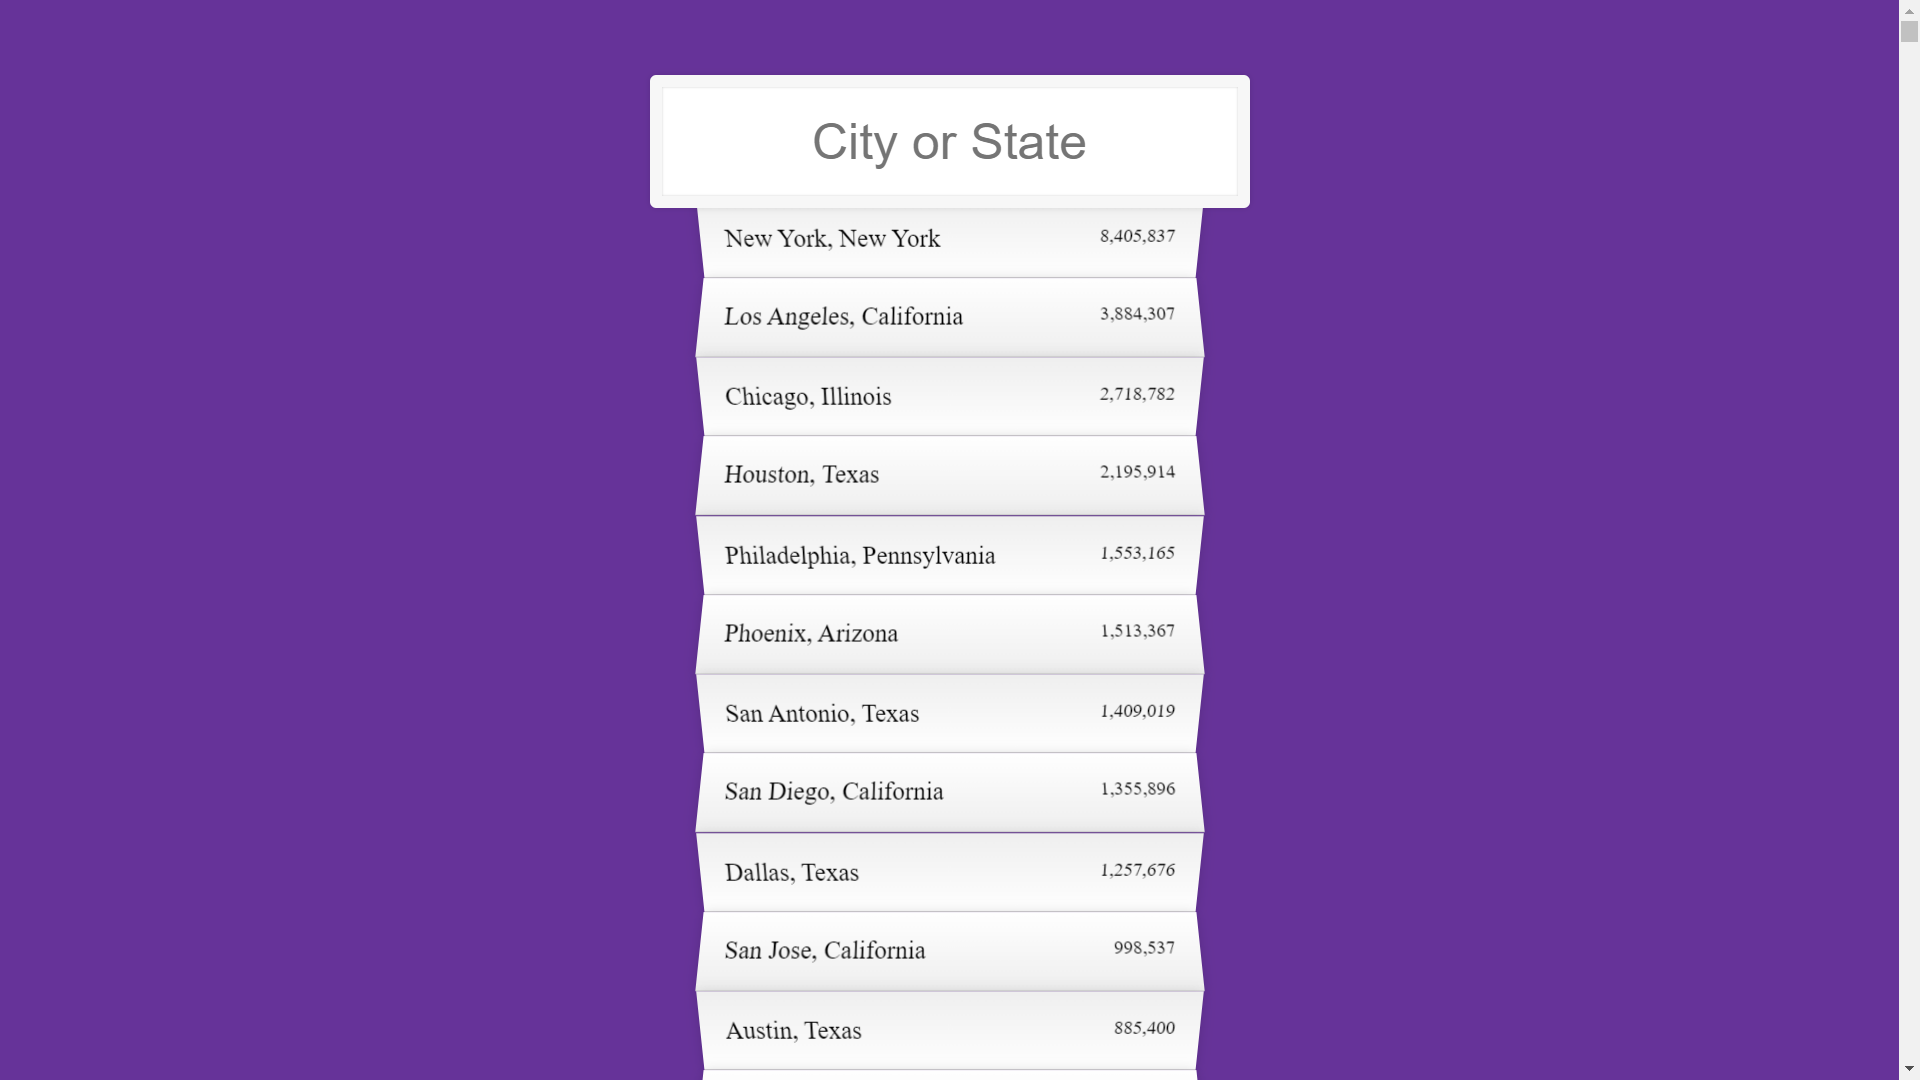 City or State
New York, New York 8,405,837
Los Angeles, California 3,884,307
Chicago, Illinois 2,718,782
Houston, Texas 2,195,914
Philadelphia, Pennsylvania 1,553,165
Phoenix, Arizona 1,513,367
San Antonio, Texas 1,409,019
San Diego, California 1,355,896
Dallas, Texas 1,257,676
San Jose, California 998,537
Austin, Texas 885,400